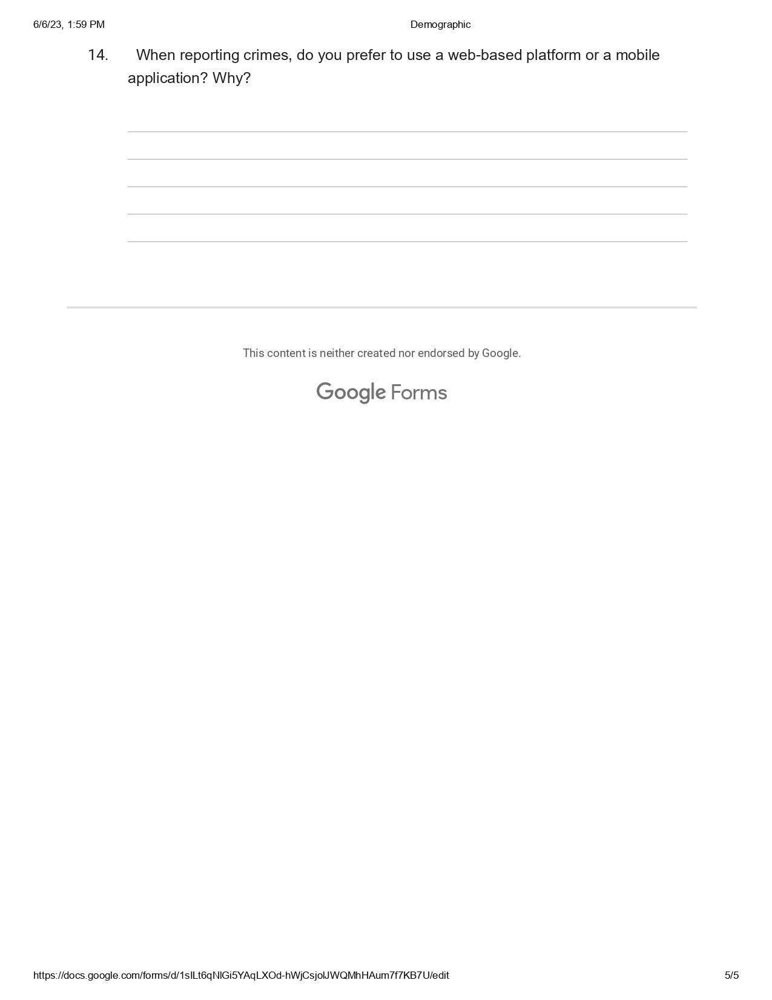 6/6/23, 1:59 PM Demographic
14. When reporting crimes, do you prefer to use a web-based platform or a mobile
application? Why?
This content is neither created nor endorsed by Google.
Google Forms
https://docs.google.com/forms/d/1sILt6qNlGi5YAqLXOd-hWjCsjolJWQMhHAum7f7KB7U/edit 5/5